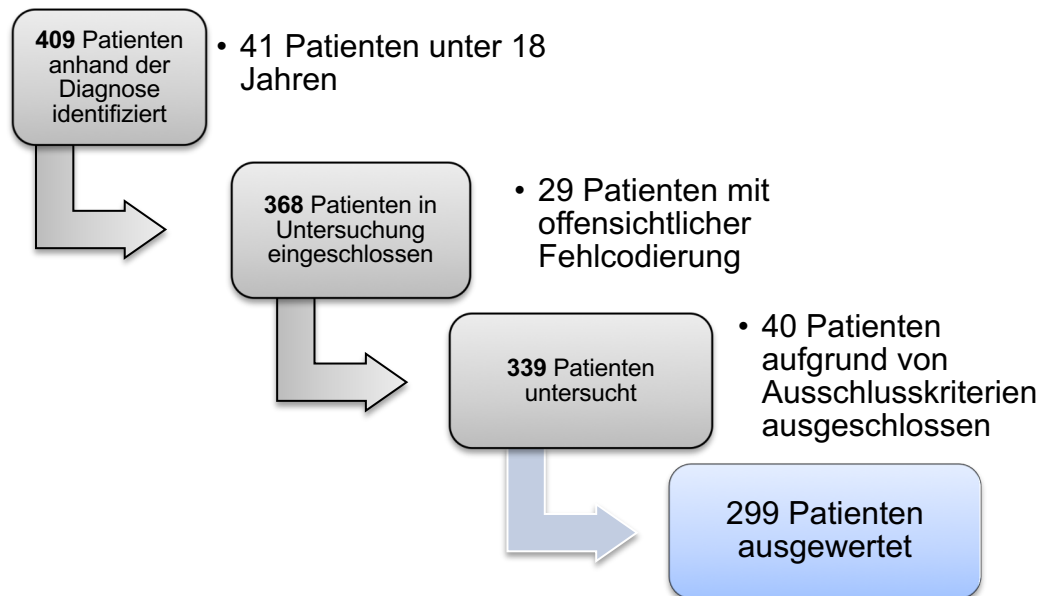 409 Patienten
anhand der
Diagnose
identifiziert
• 41 Patienten unter 18
Jahren
368 Patienten in
Untersuchung
eingeschlossen
• 29 Patienten mit
offensichtlicher
Fehlcodierung
339 Patienten
untersucht
• 40 Patienten
aufgrund von
Ausschlusskriterien
ausgeschlossen
299 Patienten
ausgewertet